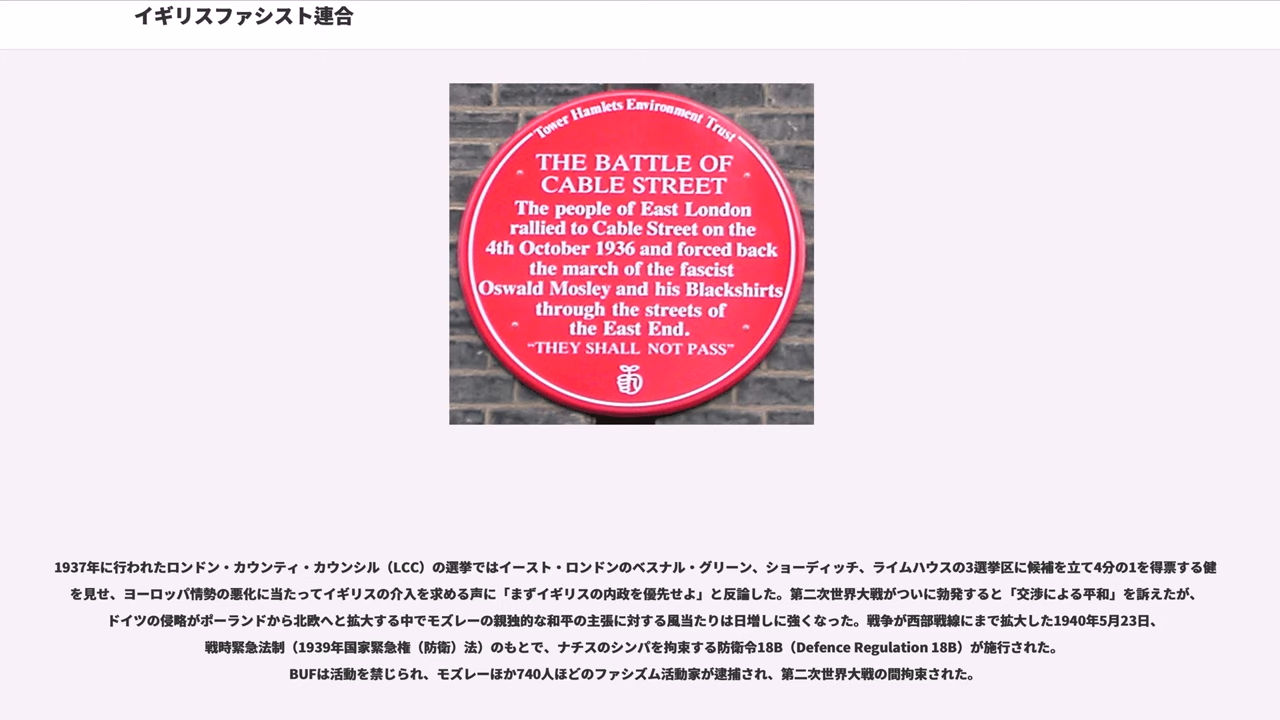 イギリスファシスト連合
Tower Hamlets Environment Trust
THE BATTLE OF
CABLE STREET
The people of East London
rallied to Cable Street on the
4th October 1936 and forced back
the march of the fascist
Oswald Mosley and his Blackshirts
through the streets of
the East End.
“THEY SHALL NOT PASS”
1937年に行われたロンドン・カウンティ・カウンシル（LCC）の選挙ではイースト・ロンドンのベスナル・グリーン、ショーディッチ、ライムハウスの3選挙区に候補を立て4分の1を得票する健
を見せ、ヨーロッパ情勢の悪化に当たってイギリスの介入を求める声に「まずイギリスの内政を優先せよ」と反論した。第二次世界大戦がついに勃発すると「交渉による平和」を訴えたが、
ドイツの侵略がポーランドから北欧へと拡大する中でモズレーの親独的な和平の主張に対する風当たりは日増しに強くなった。戦争が西部戦線にまで拡大した1940年5月23日、
戦時緊急法制（1939年国家緊急権（防衛）法）のもとで、ナチスのシンパを拘束する防衛令18B（Defence Regulation 18B）が施行された。
BUFは活動を禁じられ、モズレーほか740人ほどのファシズム活動家が逮捕され、第二次世界大戦の間拘束された。